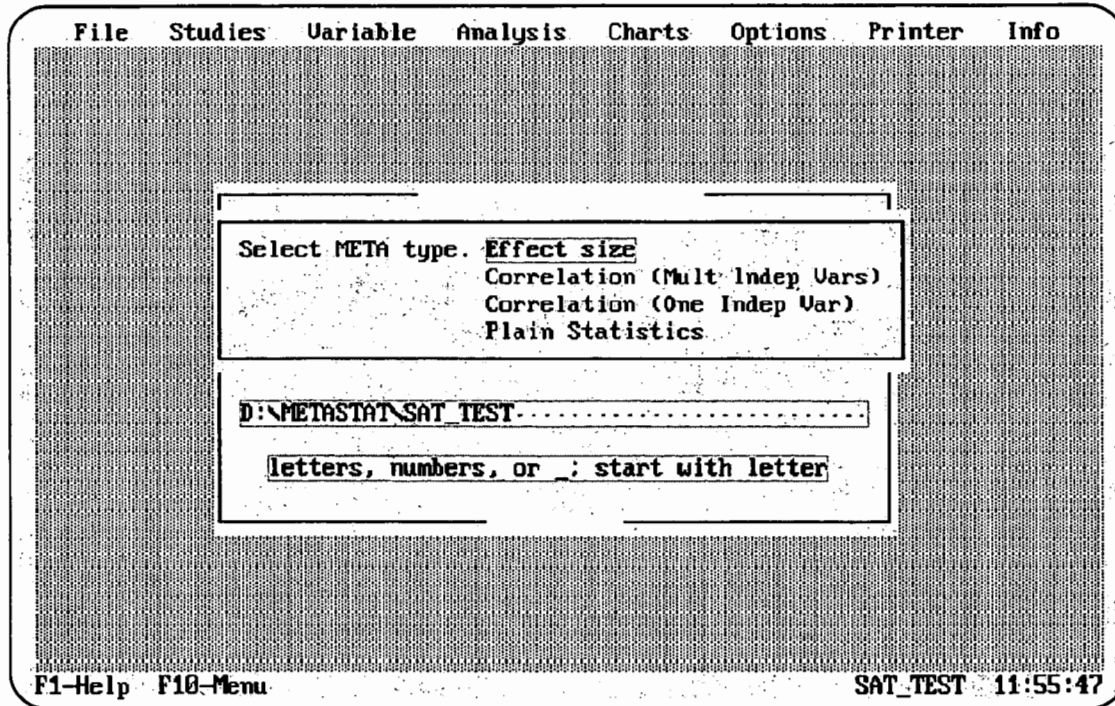 File Studies Variable Analysis Charts Options Printer Info
Select META type. Effect size
Correlation (Mult Indep Vars)
Correlation (One Indep Var)
Plain Statistics
D:\METASTAT\SAT_TEST............................
letters, numbers, or _; start with letter
F1-Help F10-Menu SAT_TEST 11:55:47